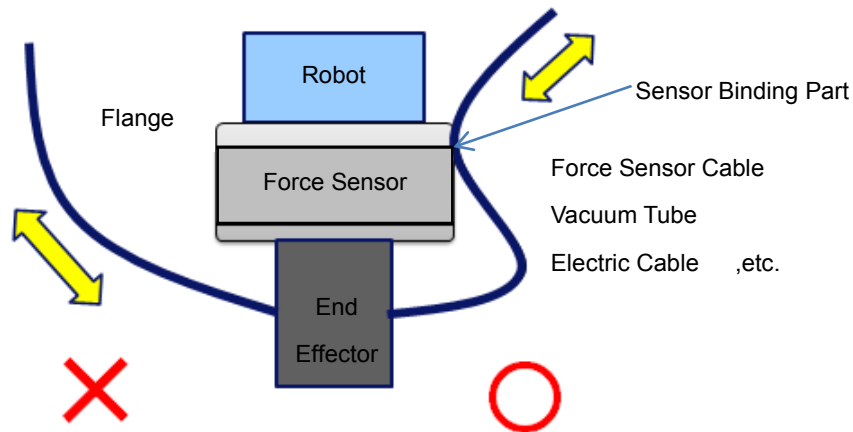 Robot
Sensor Binding Part
Flange
Force Sensor
Force Sensor Cable
Vacuum Tube
Electric Cable ,etc.
End
Effector